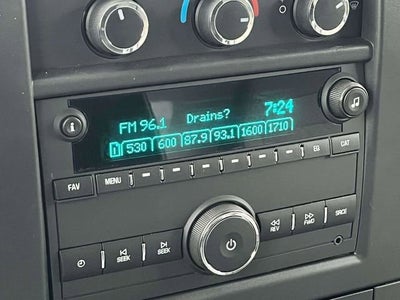 FM 96.1 Drains? 7:24
1 530 600 87.9 93.1 1600 1710
FAV MENU EQ CAT
SEEK SEEK REV FWD SRCE